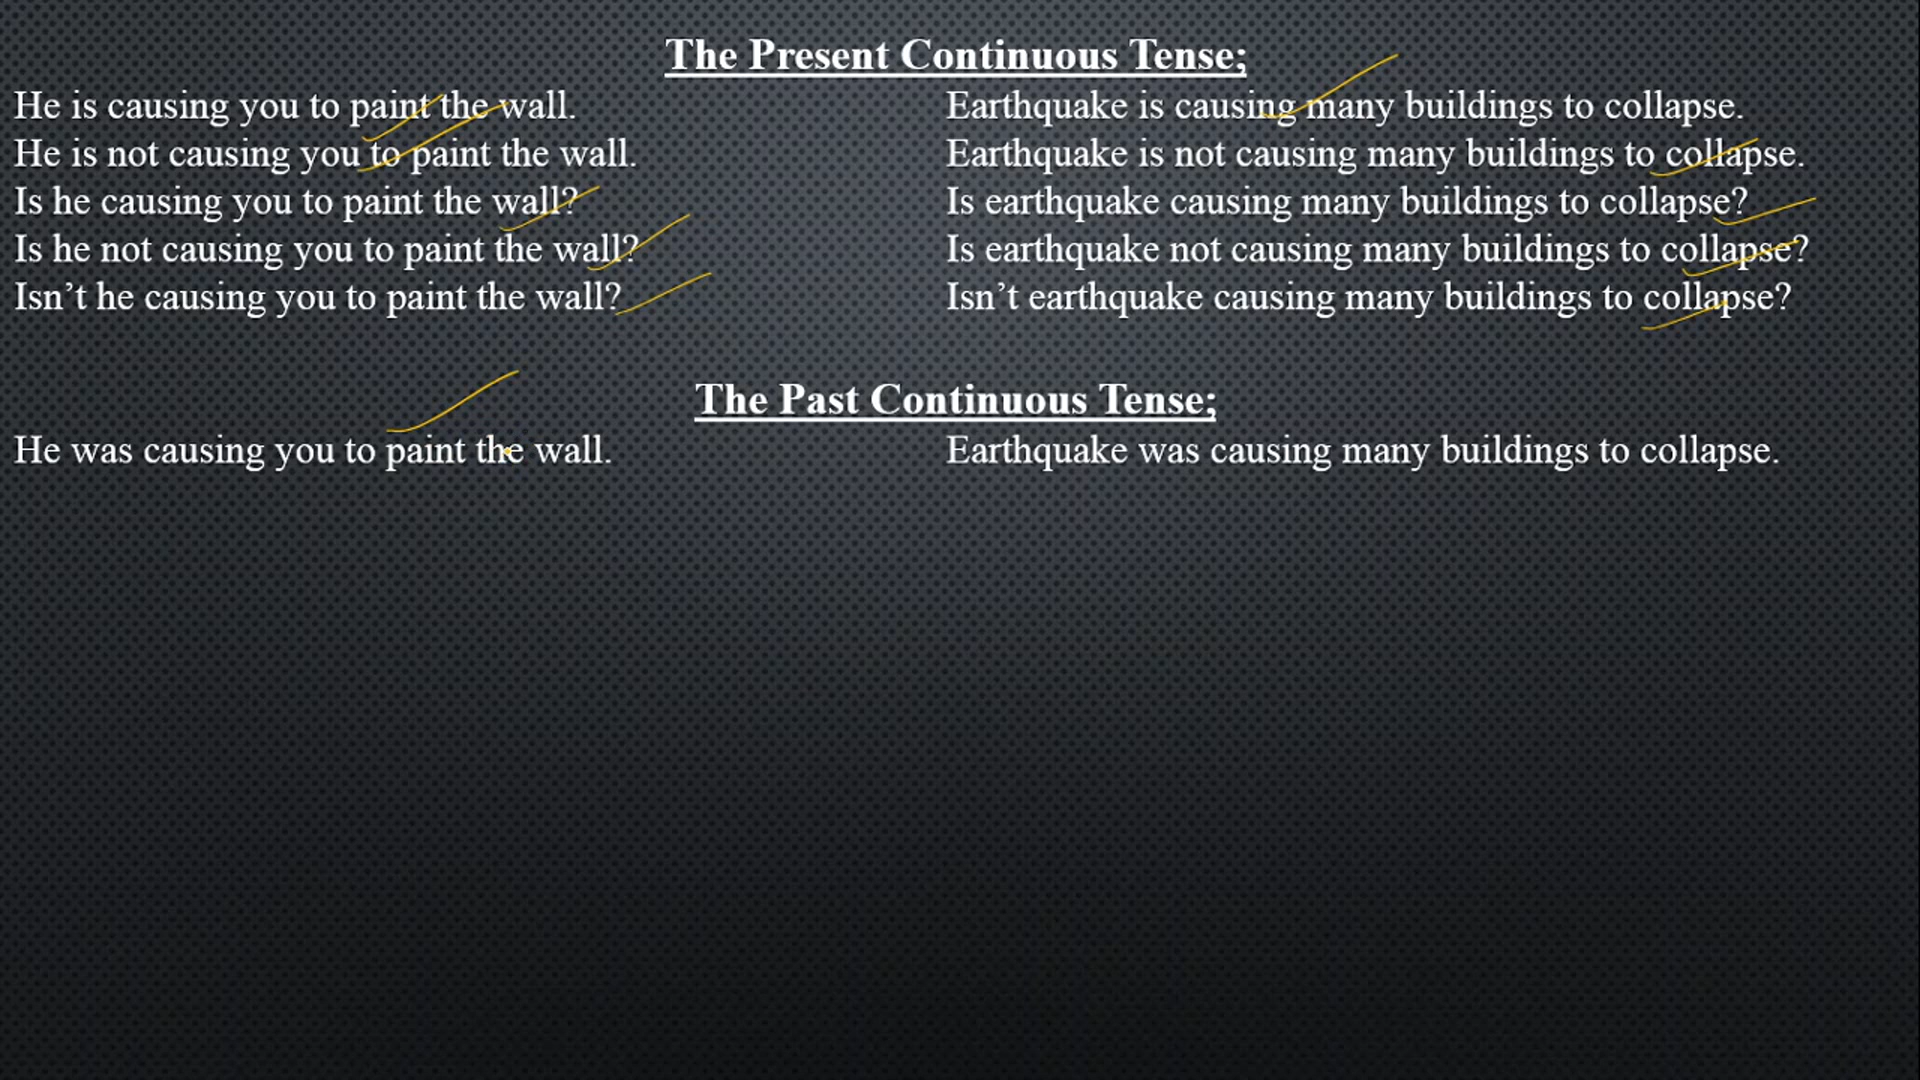 The Present Continuous Tense;
He is causing you to paint the wall.
He is not causing you to paint the wall.
Is he causing you to paint the wall?
Is he not causing you to paint the wall?
Isn’t he causing you to paint the wall?
Earthquake is causing many buildings to collapse.
Earthquake is not causing many buildings to collapse.
Is earthquake causing many buildings to collapse?
Is earthquake not causing many buildings to collapse?
Isn’t earthquake causing many buildings to collapse?
The Past Continuous Tense;
He was causing you to paint the wall.
Earthquake was causing many buildings to collapse.